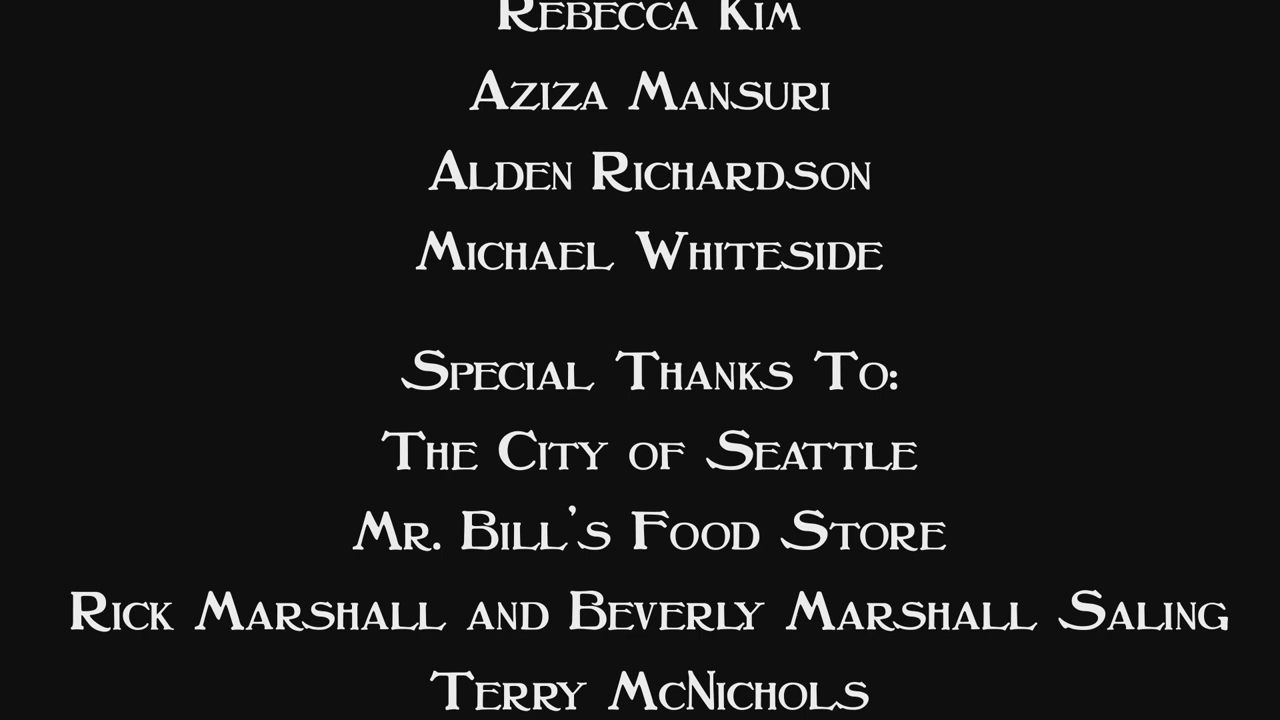 Rebecca Kim
Aziza Mansuri
Alden Richardson
Michael Whiteside
Special Thanks To:
The City of Seattle
Mr. Bill's Food Store
Rick Marshall and Beverly Marshall Saling
Terry McNichols